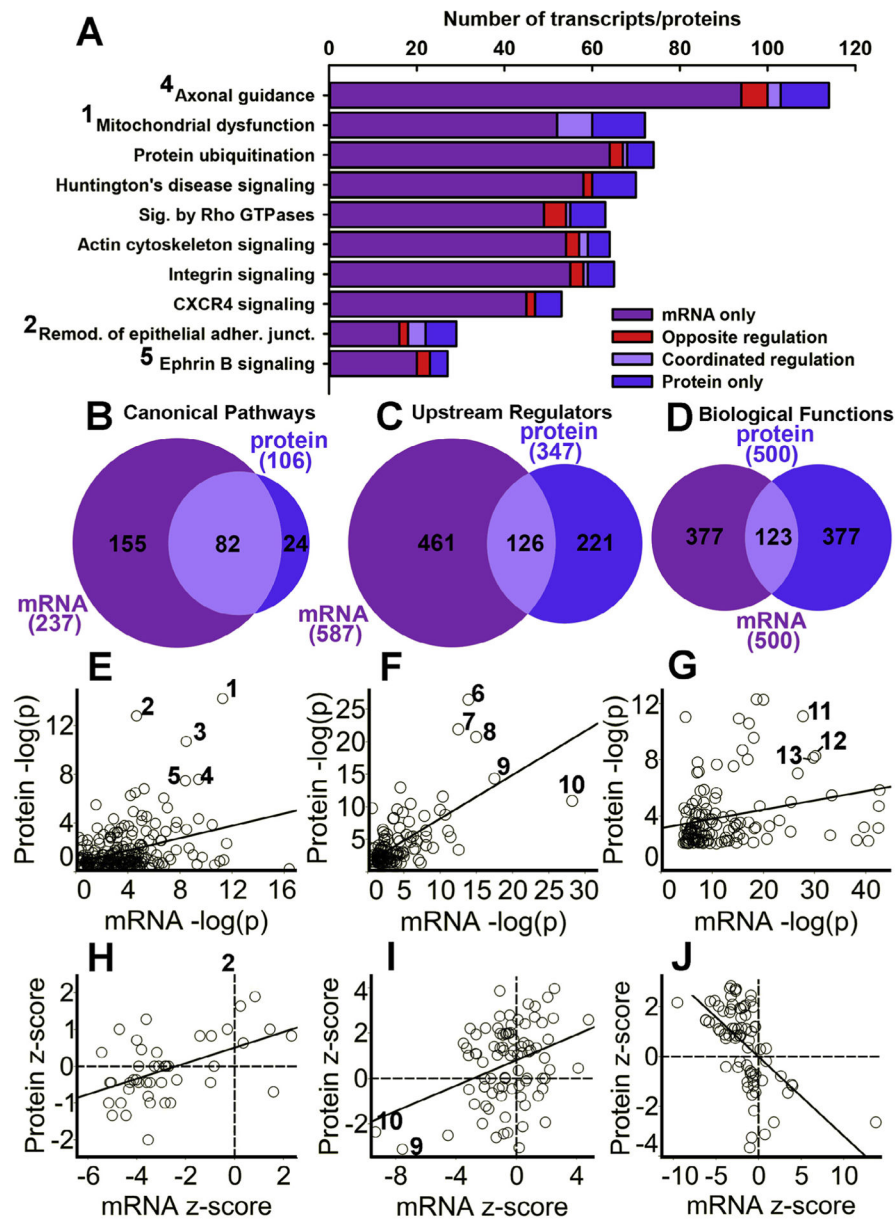 A
Number of transcripts/proteins
0 20 40 60 80 100 120
4 Axonal guidance
1 Mitochondrial dysfunction
Protein ubiquitination
Huntington's disease signaling
Sig. by Rho GTPases
Actin cytoskeleton signaling
Integrin signaling
CXCR4 signaling
2 Remod. of epithelial adher. junct.
5 Ephrin B signaling
mRNA only
Opposite regulation
Coordinated regulation
Protein only
B Canonical Pathways
protein
(106)
155 82 24
mRNA
(237)
C Upstream Regulators
protein
(347)
461 126 221
mRNA
(587)
D Biological Functions
protein
(500)
377 123 377
mRNA
(500)
E
Protein -log(p)
12
8
4
0
1
2
3
5 4
0 4 8 12 16
mRNA -log(p)
F
Protein -log(p)
25
20
15
10
5
6
7 8
9
10
0 5 10 15 20 25 30
mRNA -log(p)
G
Protein -log(p)
12
8
4
0
11
12
13
0 10 20 30 40
mRNA -log(p)
H
2
Protein z-score
2
1
0
-1
-2
-6 -4 -2 0 2
mRNA z-score
I
Protein z-score
4
2
0
-2
10
9
-8 -4 0 4
mRNA z-score
J
Protein z-score
2
0
-2
-4
-10 -5 0 5 10
mRNA z-score